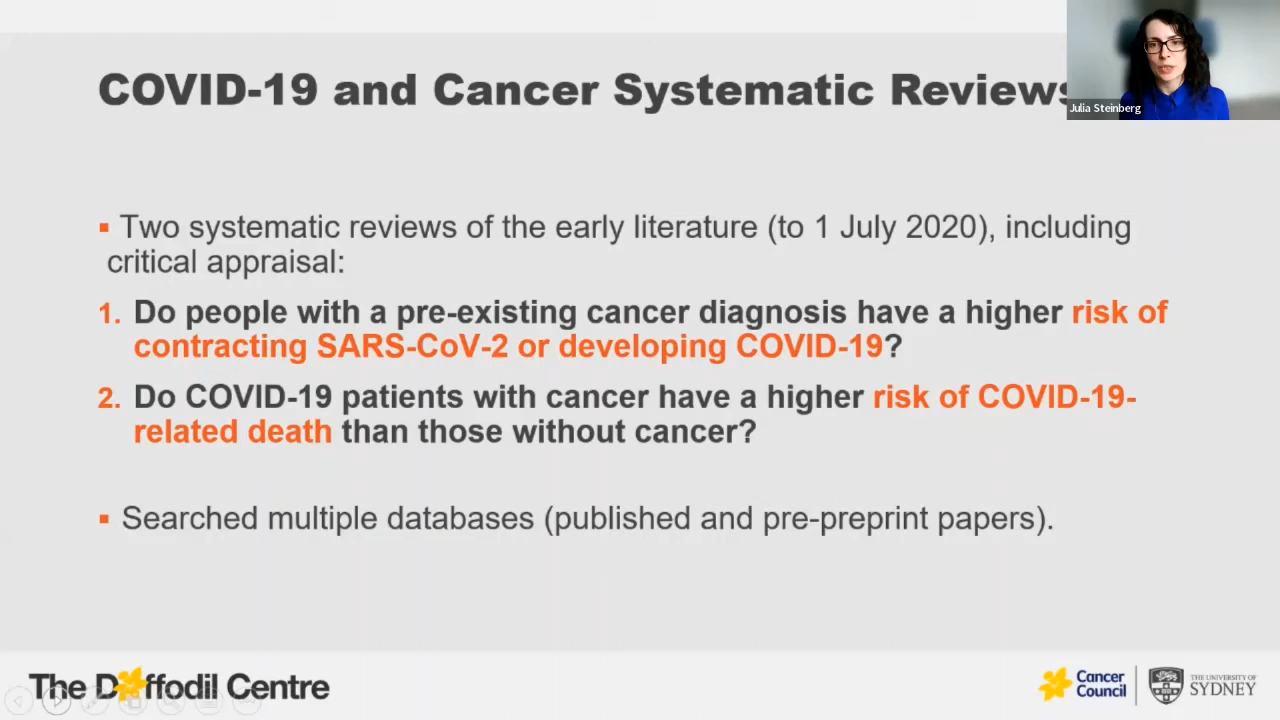 COVID-19 and Cancer Systematic Reviews
Julia Steinberg
▪ Two systematic reviews of the early literature (to 1 July 2020), including
critical appraisal:
1. Do people with a pre-existing cancer diagnosis have a higher risk of
contracting SARS-CoV-2 or developing COVID-19?
2. Do COVID-19 patients with cancer have a higher risk of COVID-19-
related death than those without cancer?
▪ Searched multiple databases (published and pre-preprint papers).
The Daffodil Centre
Cancer
Council
THE UNIVERSITY OF
SYDNEY